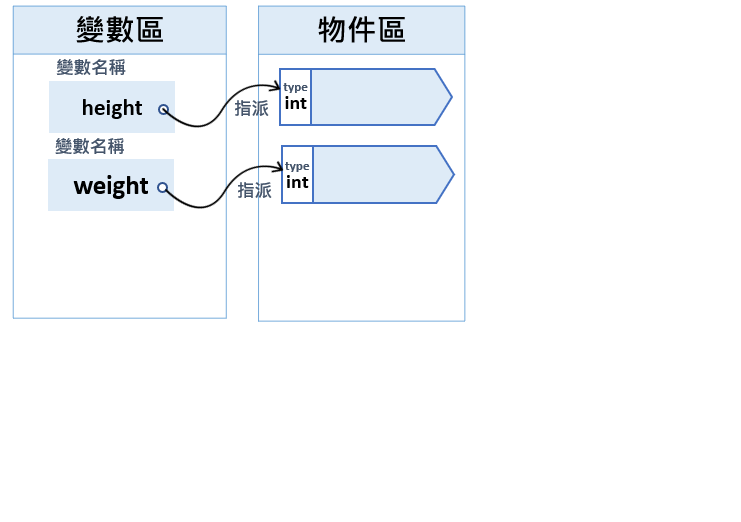 變數區
物件區
變數名稱
height
指派
type
int
變數名稱
weight
指派
type
int